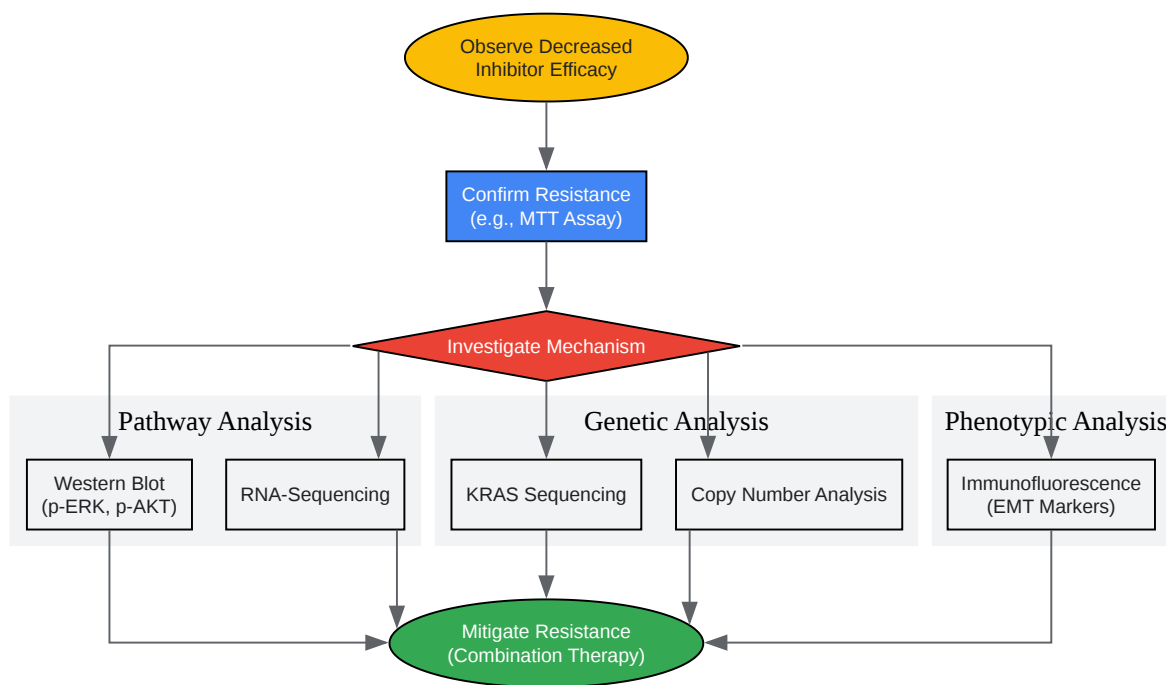 Observe Decreased
Inhibitor Efficacy
Confirm Resistance
(e.g., MTT Assay)
Investigate Mechanism
Pathway Analysis
Genetic Analysis
Phenotypic Analysis
Western Blot
(p-ERK, p-AKT)
RNA-Sequencing
KRAS Sequencing
Copy Number Analysis
Immunofluorescence
(EMT Markers)
Mitigate Resistance
(Combination Therapy)